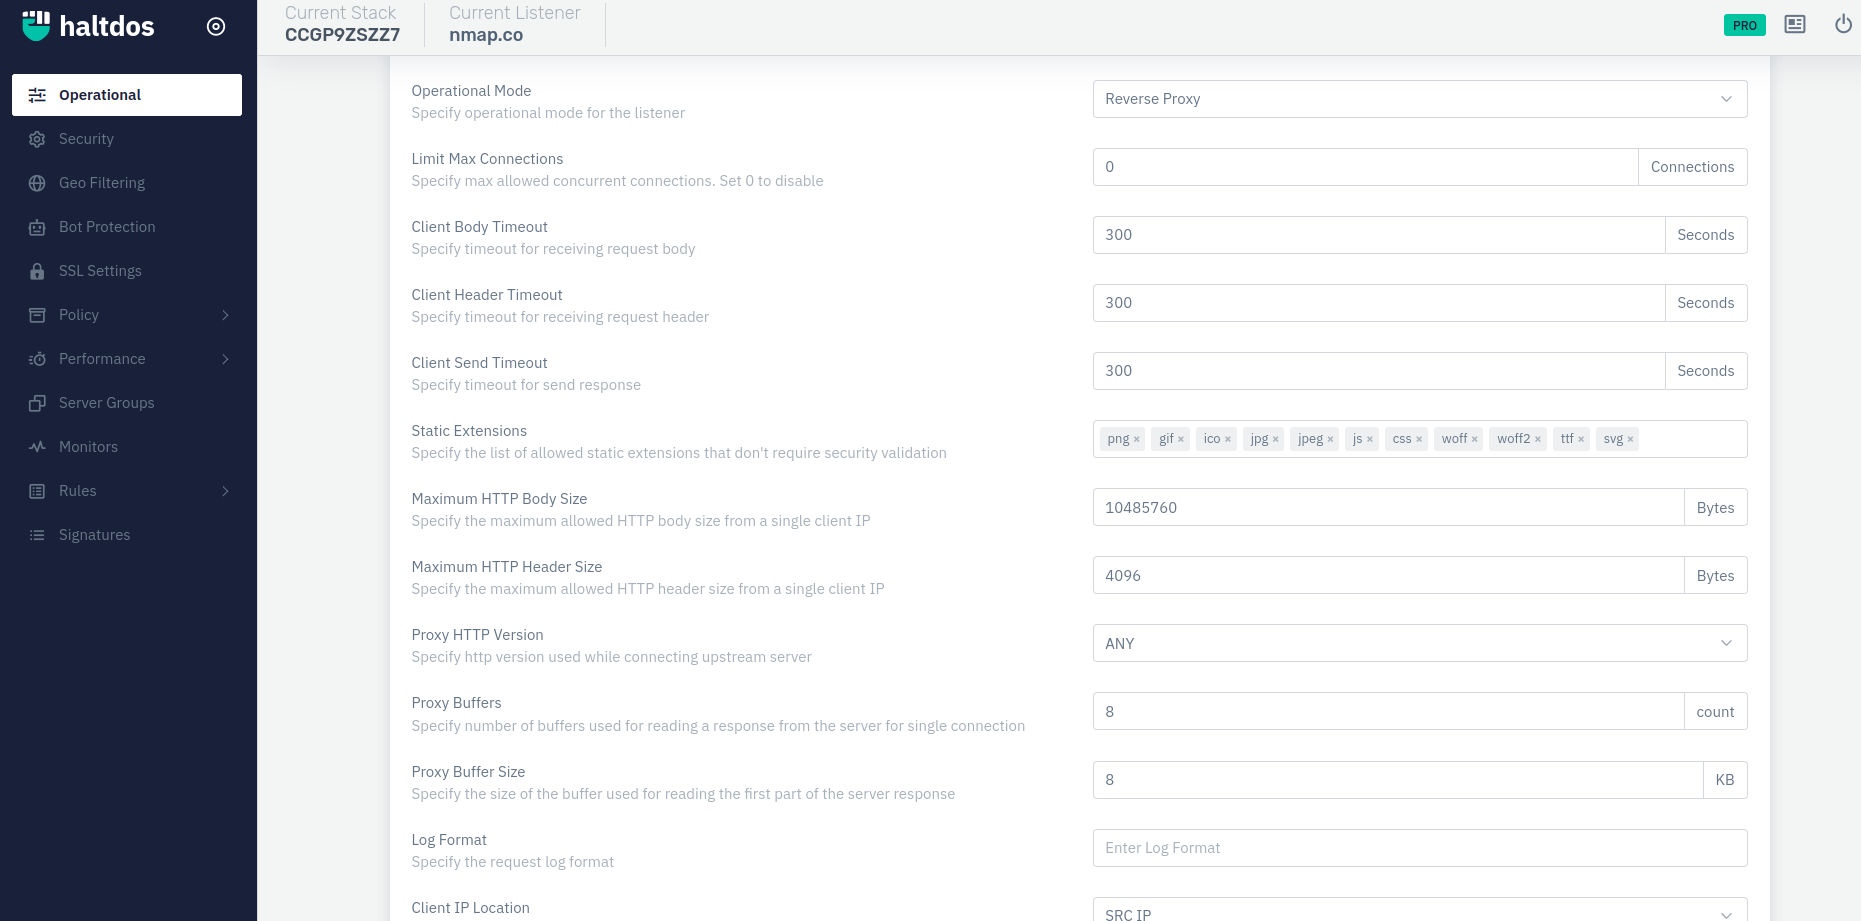 haltdos
Current Stack
CCGP9ZSZZ7
Current Listener
nmap.co
PRO
Operational
Security
Geo Filtering
Bot Protection
SSL Settings
Policy
Performance
Server Groups
Monitors
Rules
Signatures
Operational Mode
Specify operational mode for the listener
Reverse Proxy
Limit Max Connections
Specify max allowed concurrent connections. Set 0 to disable
0 Connections
Client Body Timeout
Specify timeout for receiving request body
300 Seconds
Client Header Timeout
Specify timeout for receiving request header
300 Seconds
Client Send Timeout
Specify timeout for send response
300 Seconds
Static Extensions
Specify the list of allowed static extensions that don't require security validation
png × gif × ico × jpg × jpeg × js × css × woff × woff2 × ttf × svg ×
Maximum HTTP Body Size
Specify the maximum allowed HTTP body size from a single client IP
10485760 Bytes
Maximum HTTP Header Size
Specify the maximum allowed HTTP header size from a single client IP
4096 Bytes
Proxy HTTP Version
Specify http version used while connecting upstream server
ANY
Proxy Buffers
Specify number of buffers used for reading a response from the server for single connection
8 count
Proxy Buffer Size
Specify the size of the buffer used for reading the first part of the server response
8 KB
Log Format
Specify the request log format
Enter Log Format
Client IP Location
SRC IP